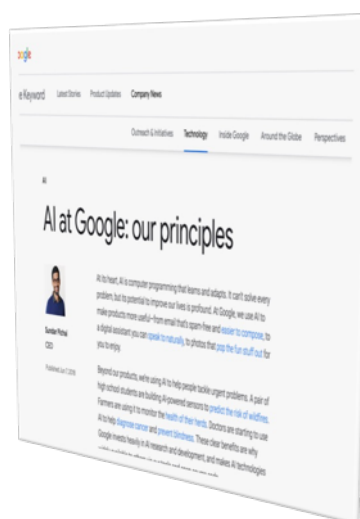 ogle
e Keyword Latest Stories Product Updates Company News
Outreach & Initiatives Technology Inside Google Around the Globe Perspectives
AI
AI at Google: our principles
Sundar Pichai
CEO
Published Jun 7, 2018
At its heart, AI is computer programming that learns and adapts. It can't solve every
problem, but its potential to improve our lives is profound. At Google, we use AI to
make products more useful—from email that's spam-free and easier to compose, to
a digital assistant you can speak to naturally, to photos that pop the fun stuff out for
you to enjoy.
Beyond our products, we're using AI to help people tackle urgent problems. A pair of
high school students are building AI-powered sensors to predict the risk of wildfires.
Farmers are using it to monitor the health of their herds. Doctors are starting to use
AI to help diagnose cancer and prevent blindness. These clear benefits are why
Google invests heavily in AI research and development, and makes AI technologies